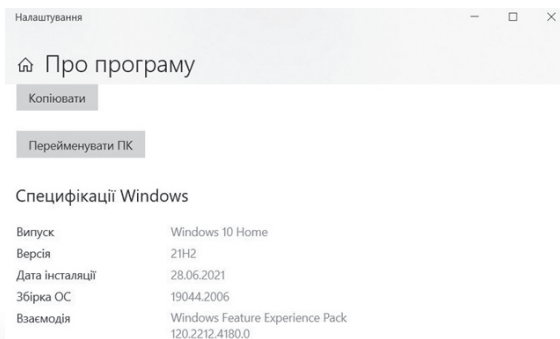 Налаштування
Про програму
Копіювати
Перейменувати ПК
Специфікації Windows
Випуск Windows 10 Home
Версія 21H2
Дата інсталяції 28.06.2021
Збірка ОС 19044.2006
Взаємодія Windows Feature Experience Pack
120.2212.4180.0